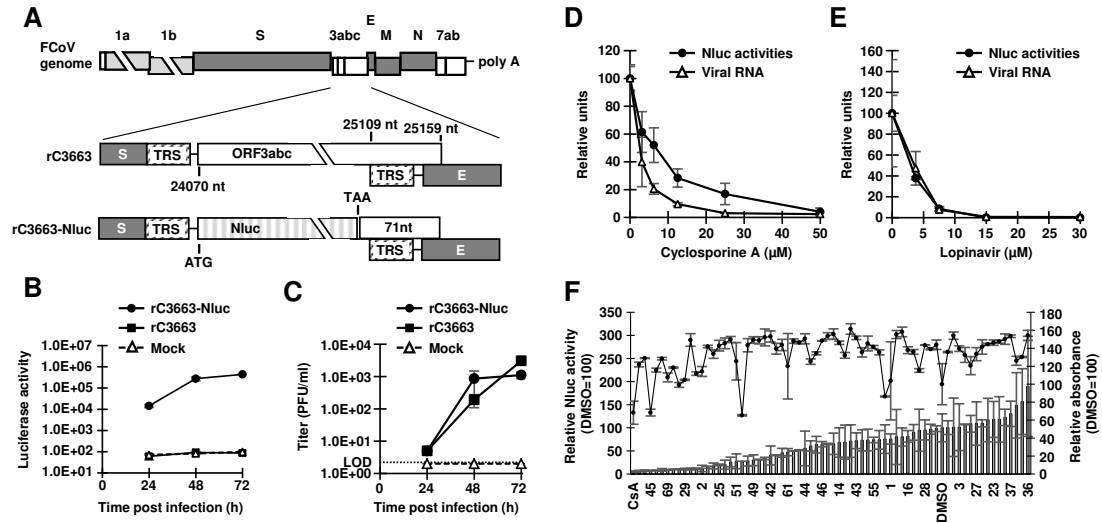 A
FCoV genome
1a
1b
S
3abc
E
M
N
7ab
poly A
25109 nt
25159 nt
rC3663
S
TRS
ORF3abc
TRS
E
24070 nt
TAA
rC3663-Nluc
S
TRS
Nluc
71nt
TRS
E
ATG
B
rC3663-Nluc
rC3663
Mock
Luciferase activity
1.0E+07
1.0E+06
1.0E+05
1.0E+04
1.0E+03
1.0E+02
1.0E+01
0 24 48 72
Time post infection (h)
C
rC3663-Nluc
rC3663
Mock
Titer (PFU/ml)
1.0E+04
1.0E+03
1.0E+02
1.0E+01
LOD
1.0E+00
0 24 48 72
Time post infection (h)
D
Nluc activities
Viral RNA
Relative units
120
100
80
60
40
20
0
0 10 20 30 40 50
Cyclosporine A (μM)
E
Nluc activities
Viral RNA
Relative units
160
140
120
100
80
60
40
20
0
0 5 10 15 20 25 30
Lopinavir (μM)
F
Relative Nluc activity
(DMSO=100)
350
300
250
200
150
100
50
0
180
160
140
120
100
80
60
40
20
0
Relative absorbance
(DMSO=100)
CsA 45 69 29 2 25 51 49 42 61 44 46 14 43 55 1 16 28 DMSO 3 27 23 37 36